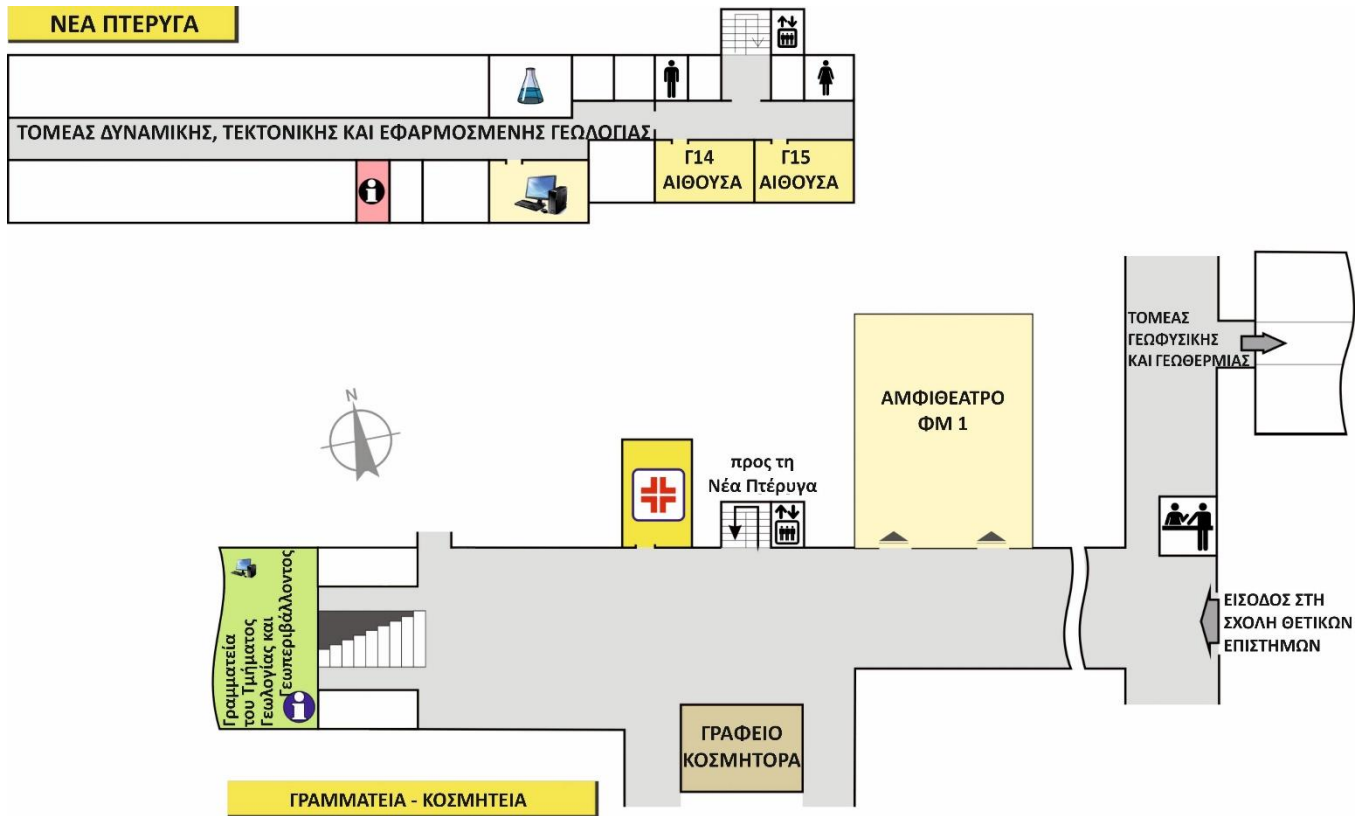 ΝΕΑ ΠΤΕΡΥΓΑ
ΤΟΜΕΑΣ ΔΥΝΑΜΙΚΗΣ, ΤΕΚΤΟΝΙΚΗΣ ΚΑΙ ΕΦΑΡΜΟΣΜΕΝΗΣ ΓΕΩΛΟΓΙΑΣ
Γ14
ΑΙΘΟΥΣΑ
Γ15
ΑΙΘΟΥΣΑ
i
N
ΤΟΜΕΑΣ
ΓΕΩΦΥΣΙΚΗΣ
ΚΑΙ ΓΕΩΘΕΡΜΙΑΣ
ΑΜΦΙΘΕΑΤΡΟ
ΦΜ 1
προς τη
Νέα Πτέρυγα
Γραμματεία
του Τμήματος
Γεωλογίας και
Γεωπεριβάλλοντος
i
ΕΙΣΟΔΟΣ ΣΤΗ
ΣΧΟΛΗ ΘΕΤΙΚΩΝ
ΕΠΙΣΤΗΜΩΝ
ΓΡΑΦΕΙΟ
ΚΟΣΜΗΤΟΡΑ
ΓΡΑΜΜΑΤΕΙΑ - ΚΟΣΜΗΤΕΙΑ